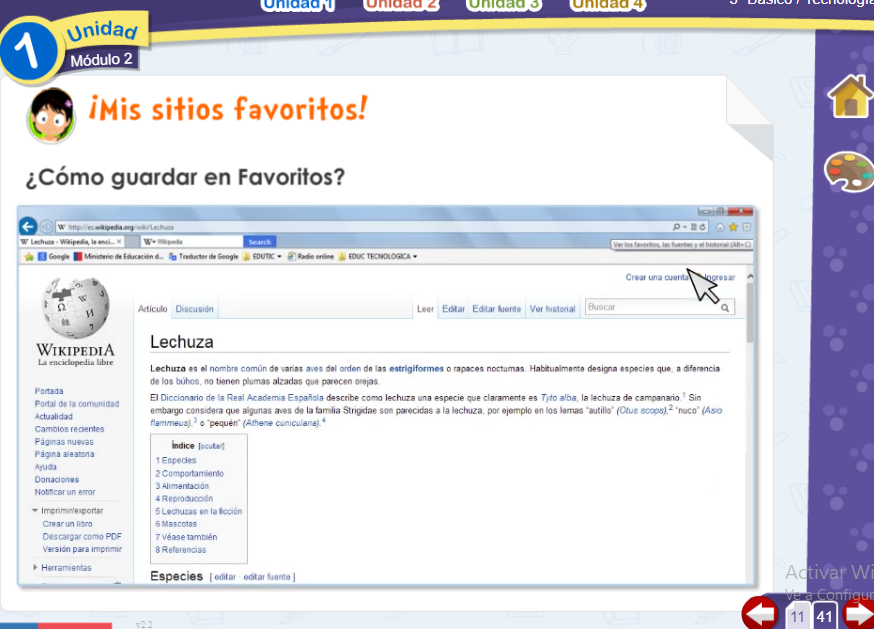 Unidad 1 Unidad 2 Unidad 3 Unidad 4
1 Unidad
Módulo 2
¡Mis sitios favoritos!
¿Cómo guardar en Favoritos?
W http://es.wikipedia.org/wiki/Lechuza
W Lechuza - Wikipedia, la enci... × W Wikipedia Search
Ver los favoritos, las fuentes y el historial (Alt+C)
Google Ministerio de Educación d... Traductor de Google EDUTIC Radio online EDUC TECNOLOGICA
Crear una cuenta Ingresar
Artículo Discusión Leer Editar Editar fuente Ver historial Buscar
WIKIPEDIA
La enciclopedia libre
Lechuza
Lechuza es el nombre común de varias aves del orden de las estrigiformes o rapaces nocturnas. Habitualmente designa especies que, a diferencia
de los búhos, no tienen plumas alzadas que parecen orejas.
El Diccionario de la Real Academia Española describe como lechuza una especie que claramente es Tyto alba, la lechuza de campanario.1 Sin
embargo considera que algunas aves de la familia Strigidae son parecidas a la lechuza, por ejemplo en los lemas "autillo" (Otus scops),2 "nuco" (Asio
flammeus),3 o "pequén" (Athene cunicularia).4
Portada
Portal de la comunidad
Actualidad
Cambios recientes
Páginas nuevas
Página aleatoria
Ayuda
Donaciones
Notificar un error
Imprimir/exportar
Crear un libro
Descargar como PDF
Versión para imprimir
Herramientas
Índice [ocultar]
1 Especies
2 Comportamiento
3 Alimentación
4 Reproducción
5 Lechuzas en la ficción
6 Mascotas
7 Véase también
8 Referencias
Especies [ editar · editar fuente ]
Activar Wi
Ve a Configur
11 41
v2.2